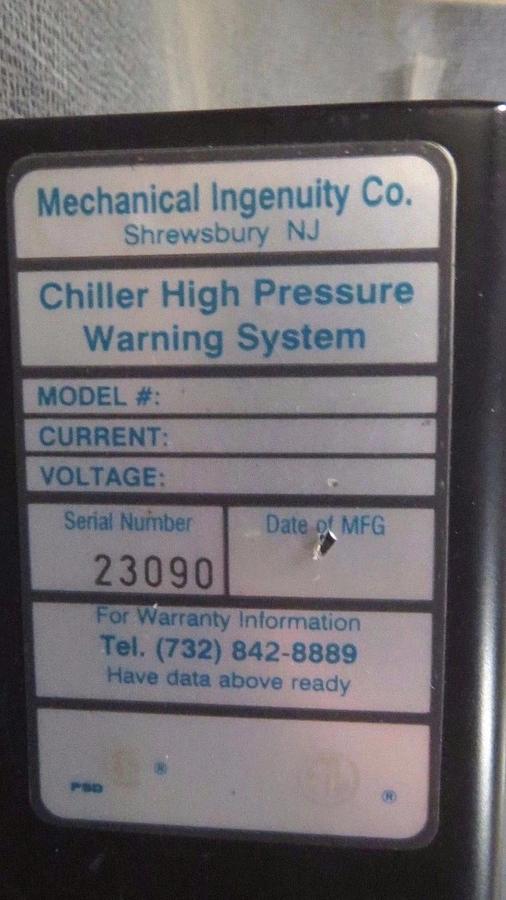 Mechanical Ingenuity Co.
Shrewsbury NJ
Chiller High Pressure
Warning System
MODEL #:
CURRENT:
VOLTAGE:
Serial Number
23090
Date of MFG
For Warranty Information
Tel. (732) 842-8889
Have data above ready
PSD ® ®